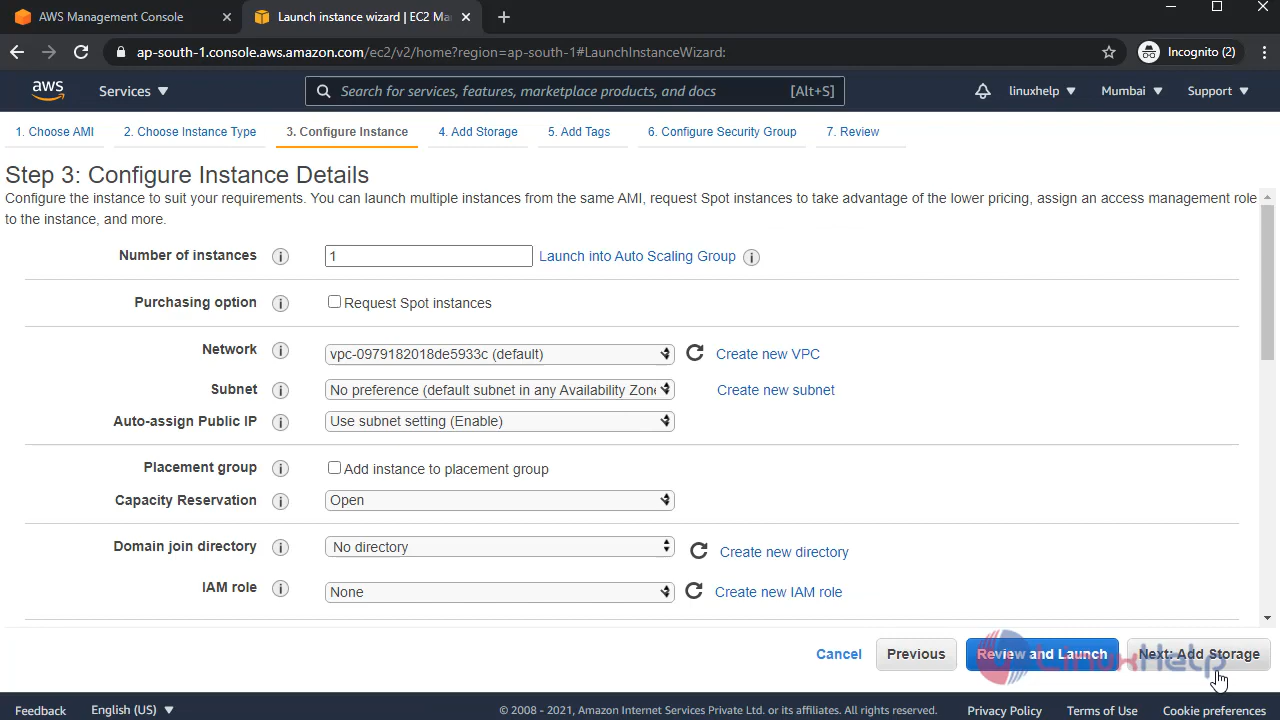 AWS Management Console
Launch instance wizard | EC2 Ma
ap-south-1.console.aws.amazon.com/ec2/v2/home?region=ap-south-1#LaunchInstanceWizard:
Incognito (2)
aws
Services
Search for services, features, marketplace products, and docs
[Alt+S]
linuxhelp
Mumbai
Support
1. Choose AMI
2. Choose Instance Type
3. Configure Instance
4. Add Storage
5. Add Tags
6. Configure Security Group
7. Review
Step 3: Configure Instance Details
Configure the instance to suit your requirements. You can launch multiple instances from the same AMI, request Spot instances to take advantage of the lower pricing, assign an access management role
to the instance, and more.
Number of instances
1
Launch into Auto Scaling Group
Purchasing option
Request Spot instances
Network
vpc-0979182018de5933c (default)
Create new VPC
Subnet
No preference (default subnet in any Availability Zone
Create new subnet
Auto-assign Public IP
Use subnet setting (Enable)
Placement group
Add instance to placement group
Capacity Reservation
Open
Domain join directory
No directory
Create new directory
IAM role
None
Create new IAM role
Cancel
Previous
Review and Launch
Next: Add Storage
LinuxHelp
Feedback
English (US)
© 2008 - 2021, Amazon Internet Services Private Ltd. or its affiliates. All rights reserved.
Privacy Policy
Terms of Use
Cookie preferences